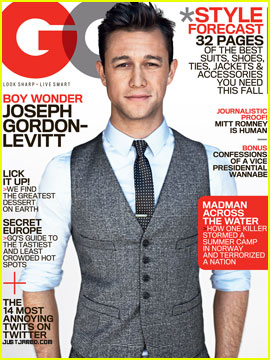 GQ
LOOK SHARP • LIVE SMART
BOY WONDER
JOSEPH
GORDON-
LEVITT
LICK
IT UP!
>WE FIND
THE GREATEST
DESSERT
ON EARTH
SECRET
EUROPE
>GQ'S GUIDE TO
THE TASTIEST
AND LEAST
CROWDED HOT
SPOTS
+
THE
14 MOST
ANNOYING
TWITS ON
TWITTER
JUSTJARED.COM
*STYLE
FORECAST
32 PAGES
OF THE BEST
SUITS, SHOES,
TIES, JACKETS &
ACCESSORIES
YOU NEED
THIS FALL
JOURNALISTIC
PROOF!
MITT ROMNEY
IS HUMAN
BONUS
CONFESSIONS
OF A VICE
PRESIDENTIAL
WANNABE
MADMAN
ACROSS
THE WATER
>HOW ONE KILLER
STORMED A
SUMMER CAMP
IN NORWAY
AND TERRORIZED
A NATION